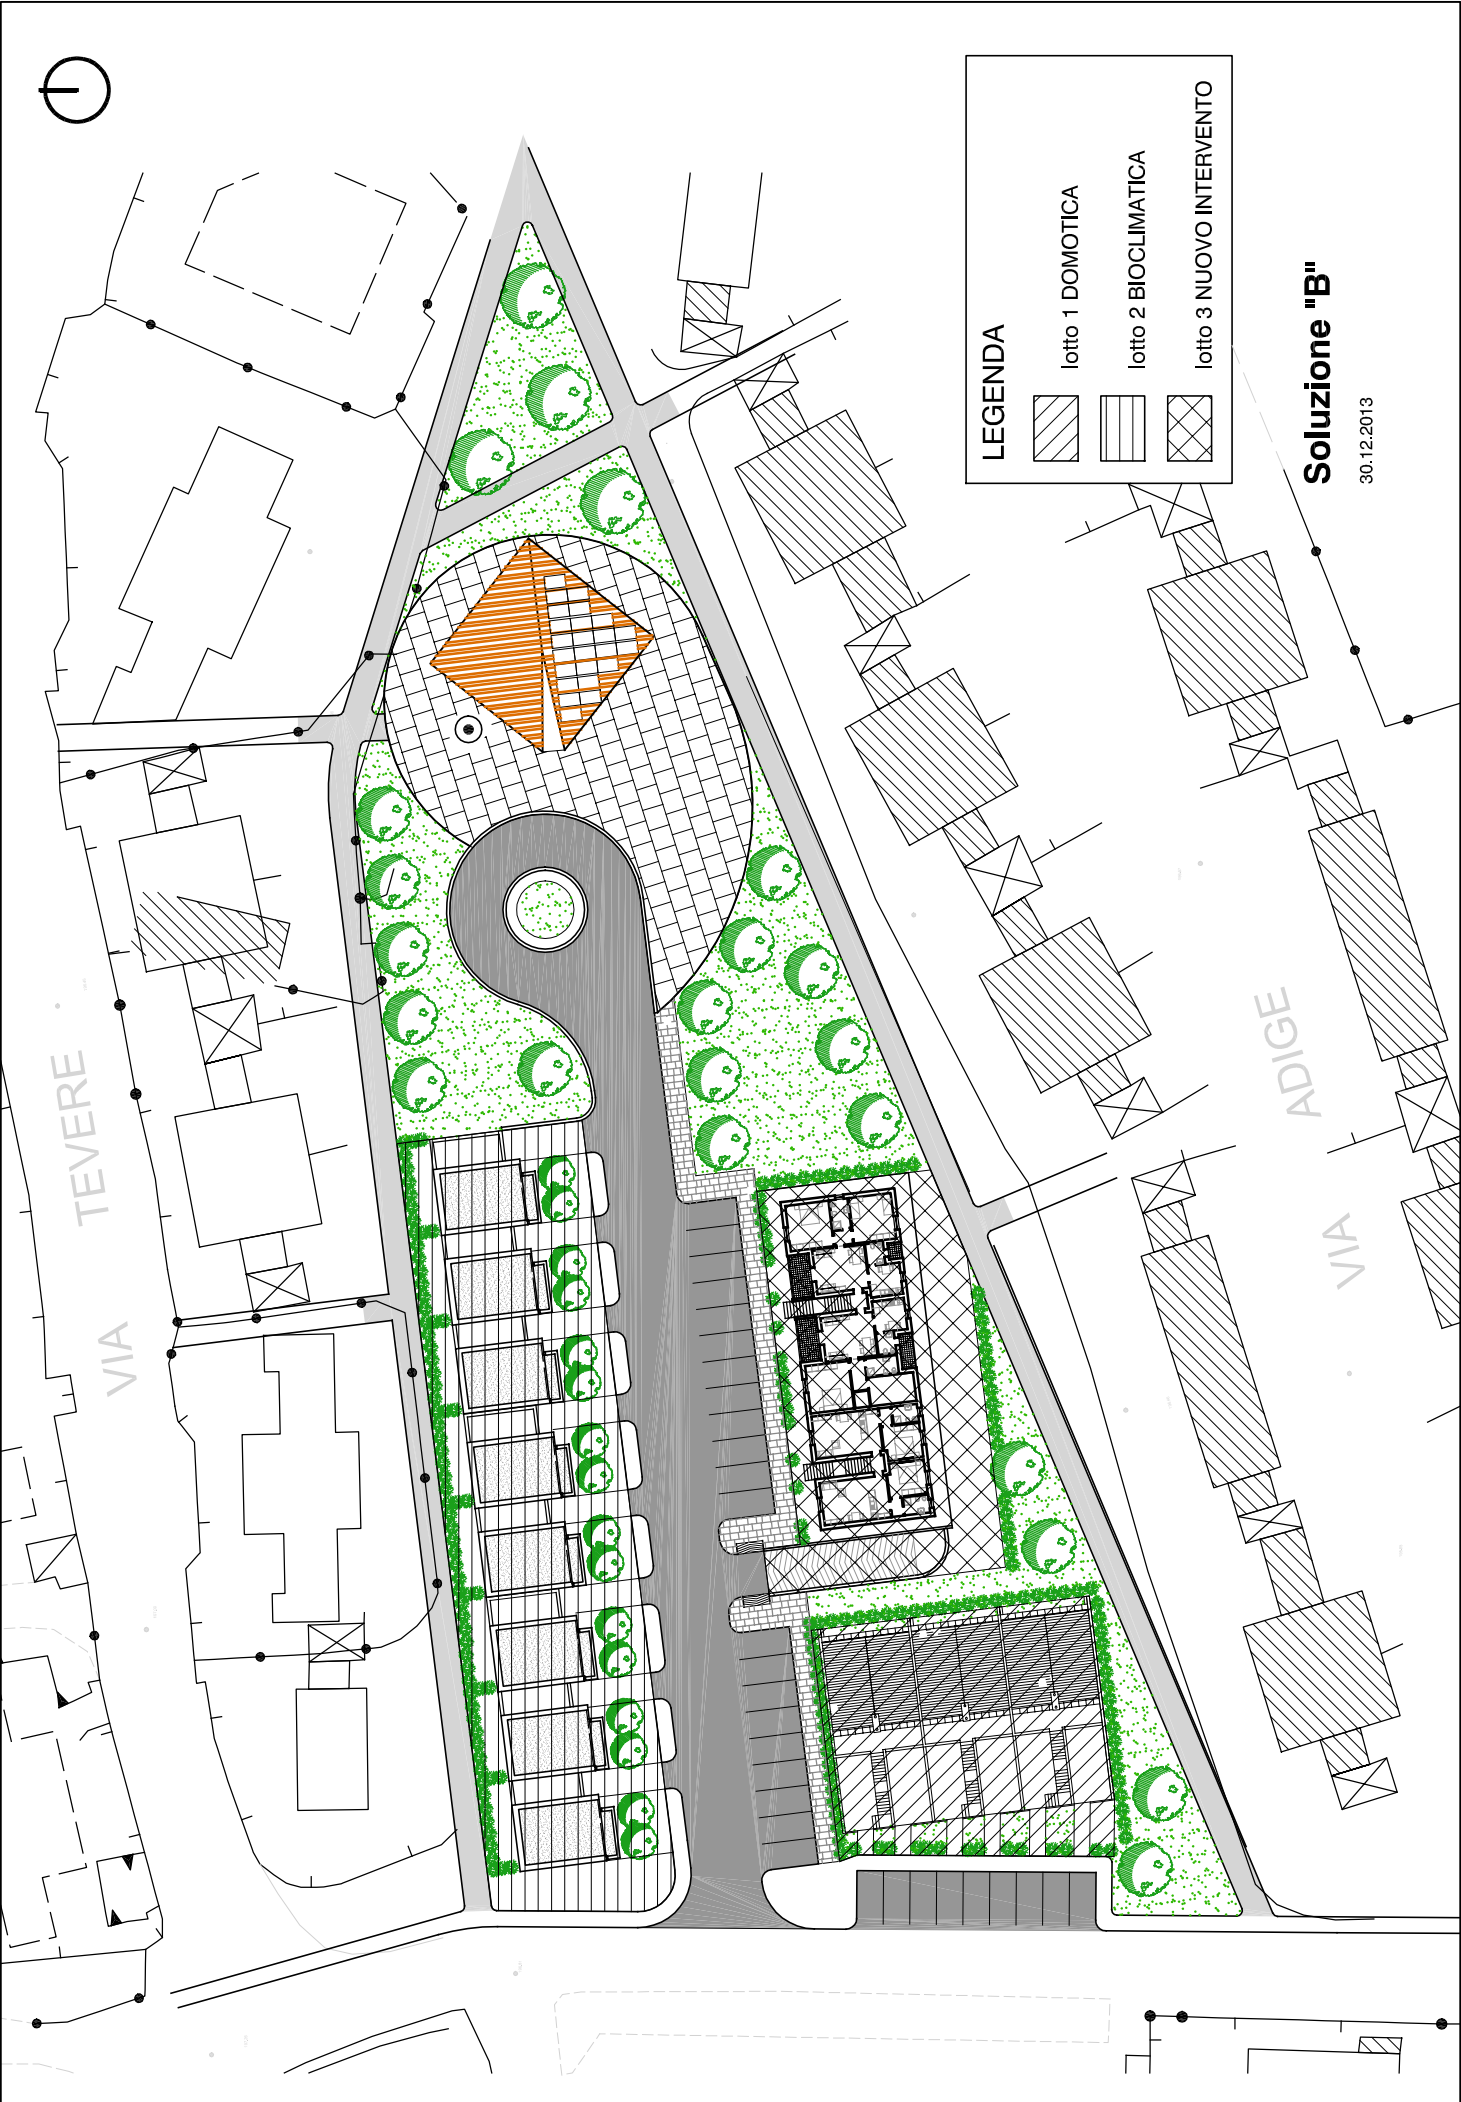 LEGENDA
lotto 1 DOMOTICA
lotto 2 BIOCLIMATICA
lotto 3 NUOVO INTERVENTO
Soluzione "B"
30.12.2013
VIA TEVERE
VIA ADIGE